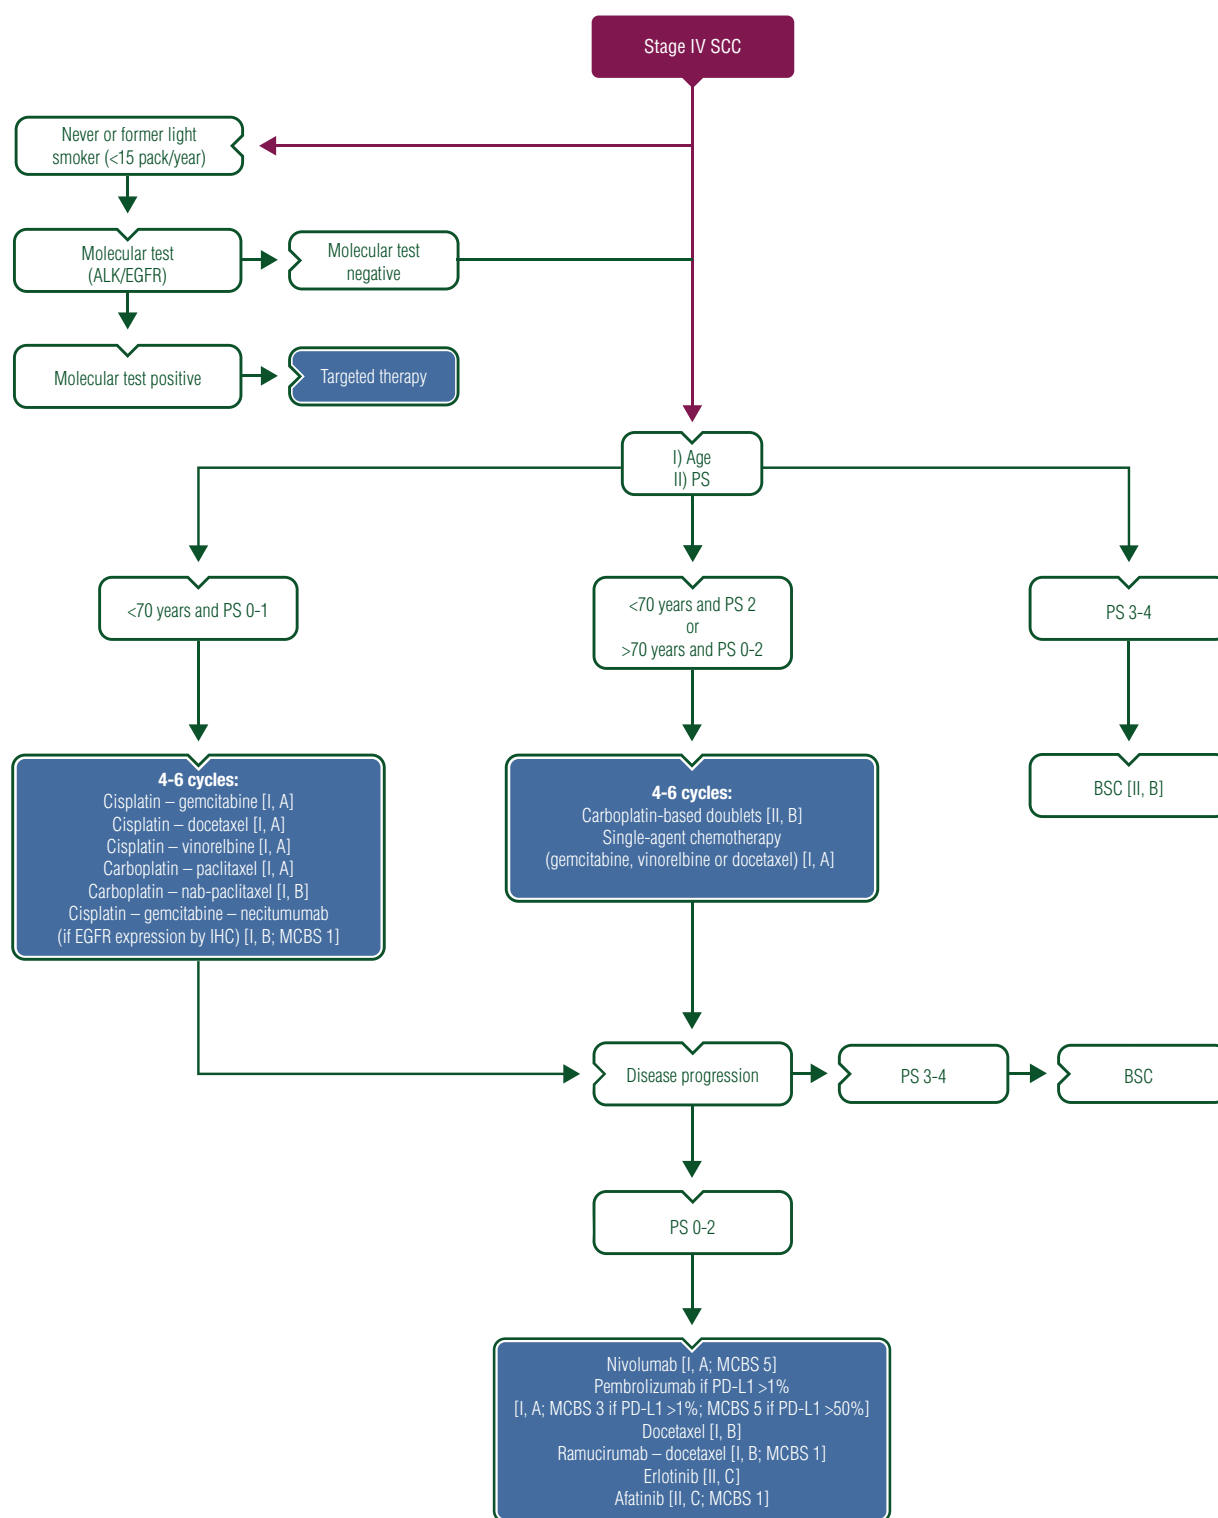 Stage IV SCC
Never or former light
smoker (<15 pack/year)
Molecular test
(ALK/EGFR)
Molecular test
negative
Molecular test positive
Targeted therapy
I) Age
II) PS
<70 years and PS 0-1
<70 years and PS 2
or
>70 years and PS 0-2
PS 3-4
4-6 cycles:
Cisplatin – gemcitabine [I, A]
Cisplatin – docetaxel [I, A]
Cisplatin – vinorelbine [I, A]
Carboplatin – paclitaxel [I, A]
Carboplatin – nab-paclitaxel [I, B]
Cisplatin – gemcitabine – necitumumab
(if EGFR expression by IHC) [I, B; MCBS 1]
4-6 cycles:
Carboplatin-based doublets [II, B]
Single-agent chemotherapy
(gemcitabine, vinorelbine or docetaxel) [I, A]
BSC [II, B]
Disease progression
PS 3-4
BSC
PS 0-2
Nivolumab [I, A; MCBS 5]
Pembrolizumab if PD-L1 >1%
[I, A; MCBS 3 if PD-L1 >1%; MCBS 5 if PD-L1 >50%]
Docetaxel [I, B]
Ramucirumab – docetaxel [I, B; MCBS 1]
Erlotinib [II, C]
Afatinib [II, C; MCBS 1]